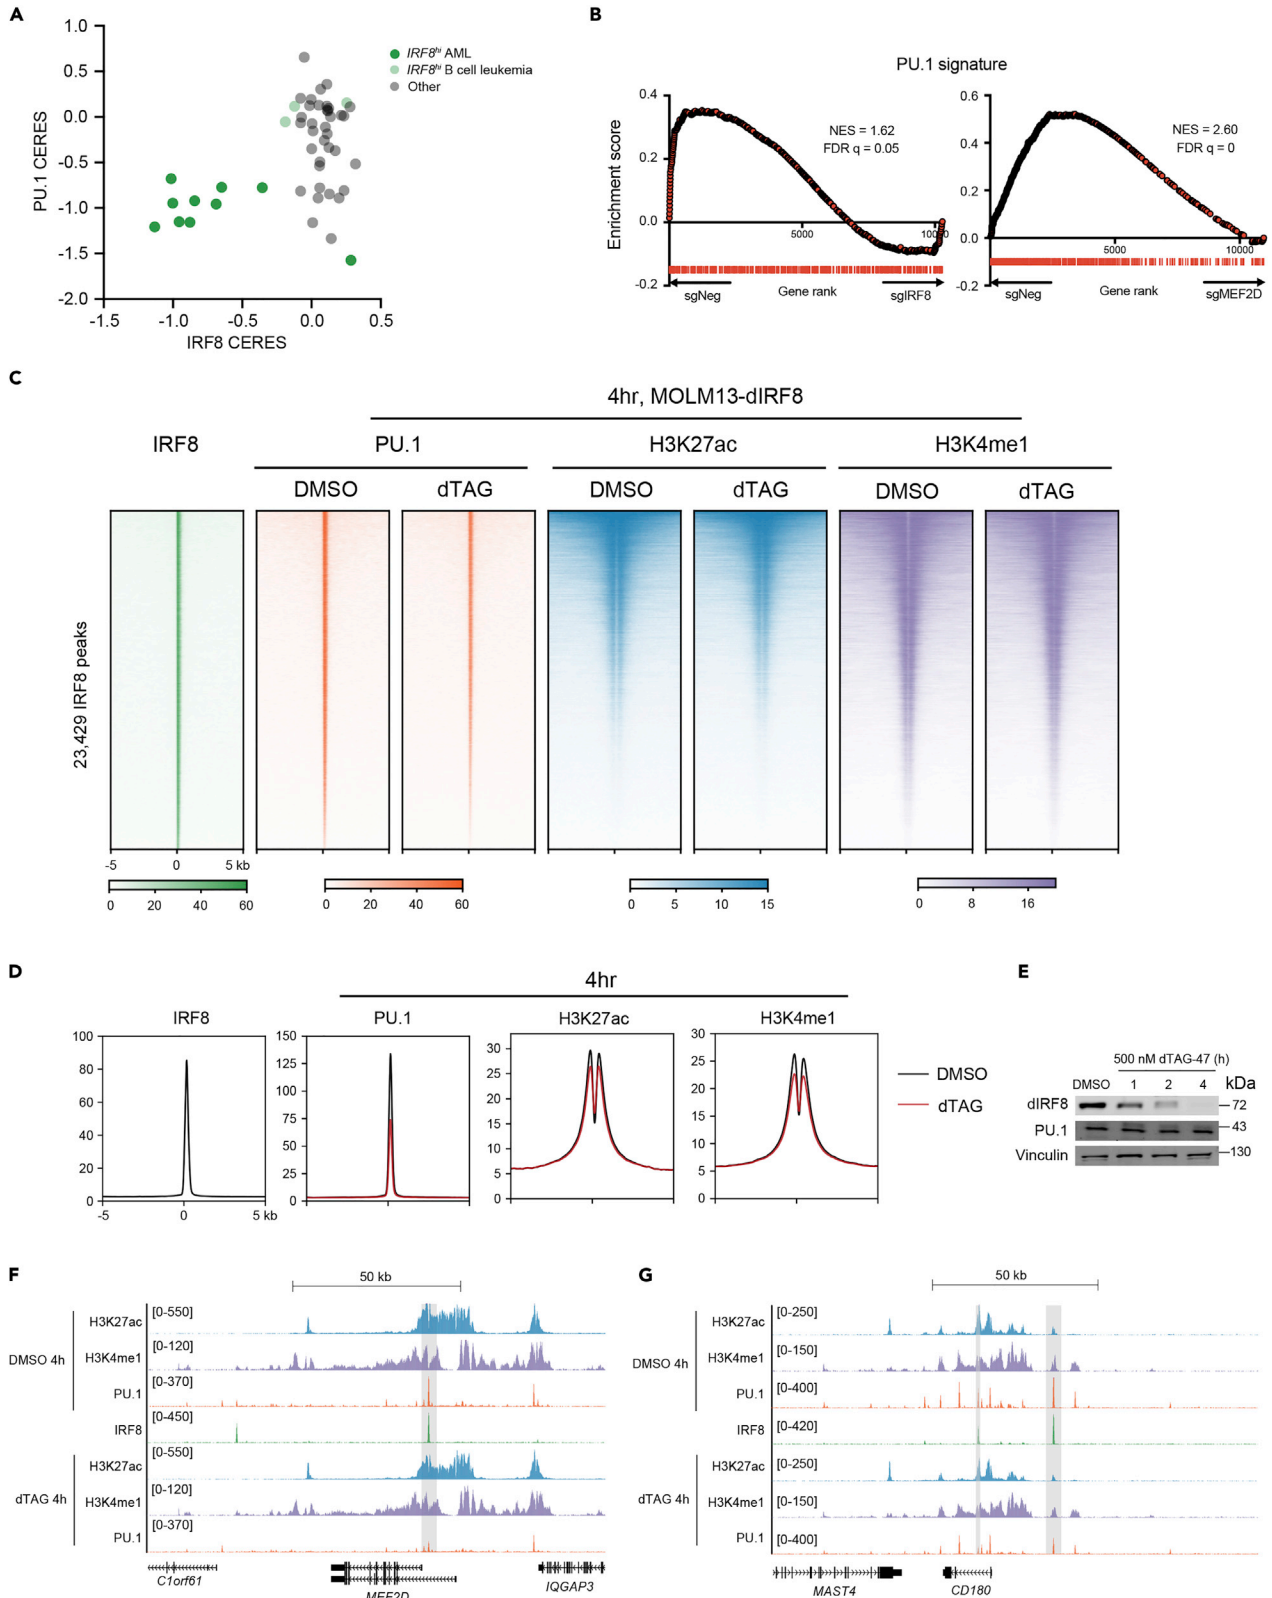 A
1.0
0.5
0.0
-0.5
-1.0
-1.5
-2.0
PU.1 CERES
-1.5 -1.0 -0.5 0.0 0.5
IRF8 CERES
IRF8hi AML
IRF8hi B cell leukemia
Other
B
PU.1 signature
Enrichment score
0.4
0.2
0.0
-0.2
NES = 1.62
FDR q = 0.05
5000 10000
sgNeg Gene rank sgIRF8
0.6
0.4
0.2
0.0
-0.2
NES = 2.60
FDR q = 0
5000 10000
sgNeg Gene rank sgMEF2D
C
4hr, MOLM13-dIRF8
IRF8 PU.1 H3K27ac H3K4me1
DMSO dTAG DMSO dTAG DMSO dTAG
23,429 IRF8 peaks
-5 0 5 kb
0 20 40 60
0 20 40 60
0 5 10 15
0 8 16
D
4hr
IRF8
100
80
60
40
20
0
-5 0 5 kb
PU.1
150
125
100
75
50
25
0
H3K27ac
30
25
20
15
10
5
0
H3K4me1
30
25
20
15
10
5
0
DMSO
dTAG
E
500 nM dTAG-47 (h)
DMSO 1 2 4 kDa
dIRF8 72
PU.1 43
Vinculin 130
F
50 kb
DMSO 4h
H3K27ac [0-550]
H3K4me1 [0-120]
PU.1 [0-370]
IRF8 [0-450]
dTAG 4h
H3K27ac [0-550]
H3K4me1 [0-120]
PU.1 [0-370]
C1orf61 MEF2D IQGAP3
G
50 kb
DMSO 4h
H3K27ac [0-250]
H3K4me1 [0-150]
PU.1 [0-400]
IRF8 [0-420]
dTAG 4h
H3K27ac [0-250]
H3K4me1 [0-150]
PU.1 [0-400]
MAST4 CD180